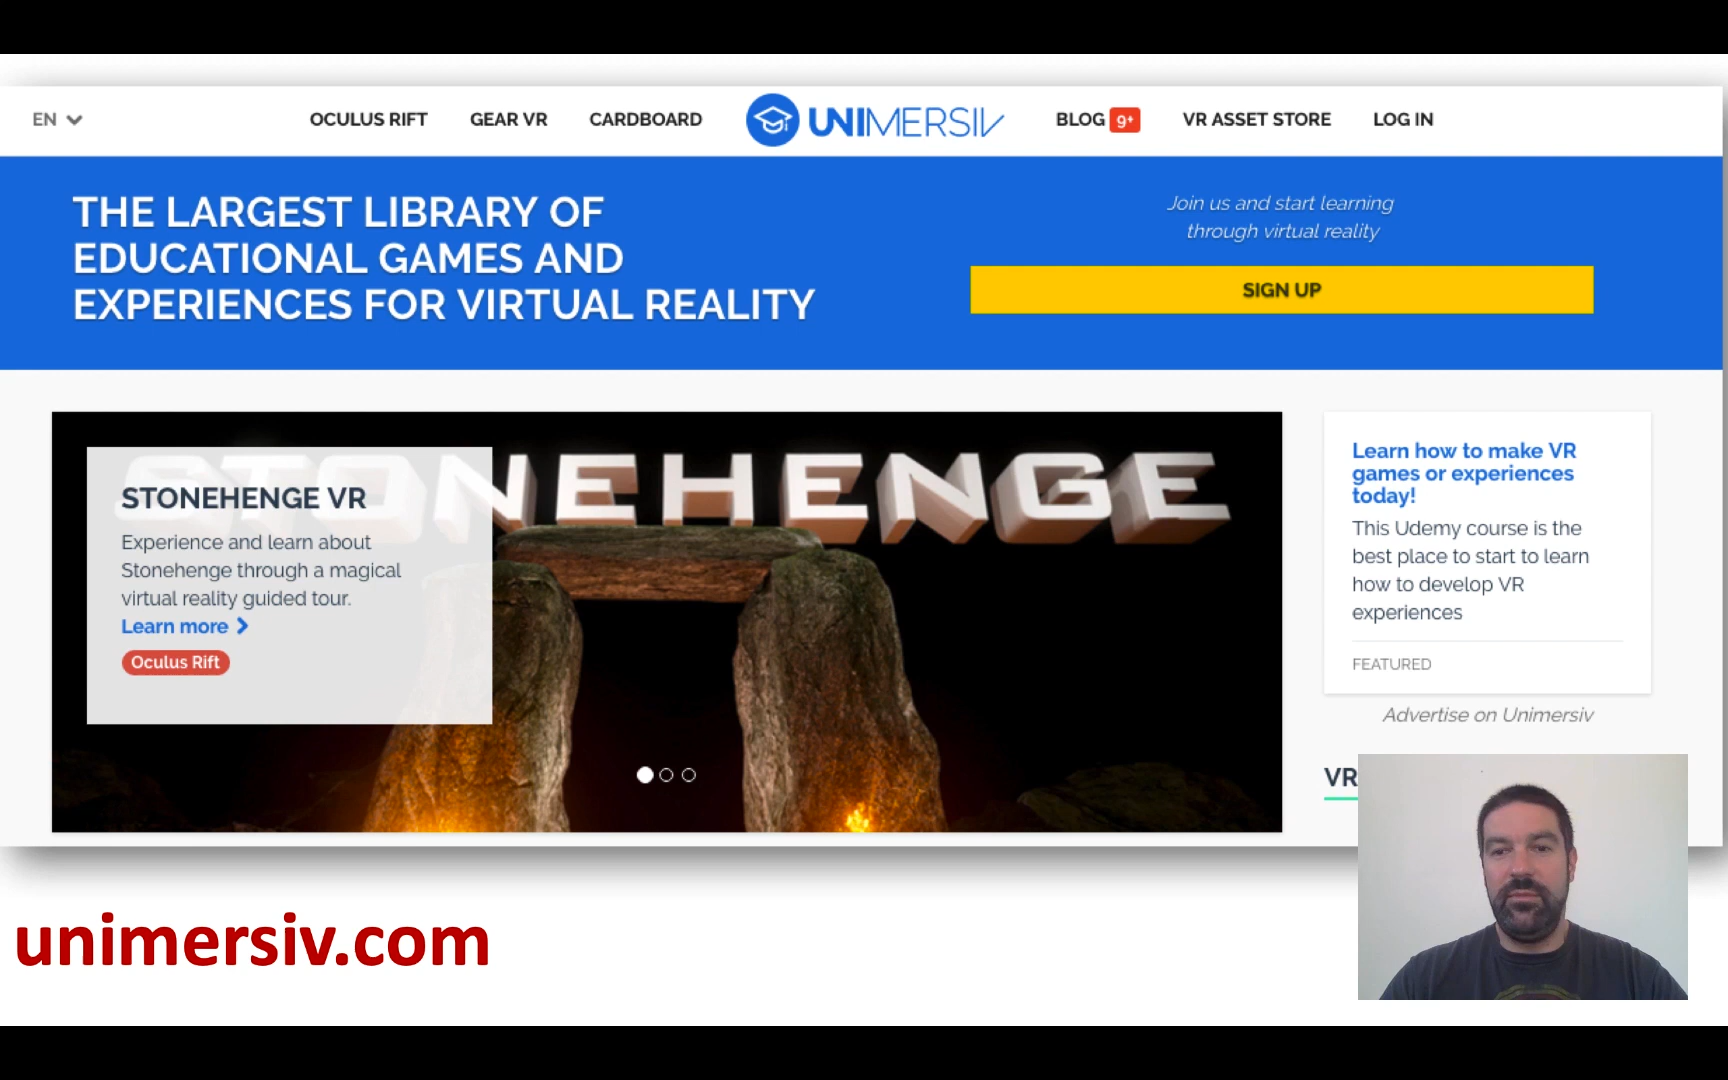 EN
OCULUS RIFT
GEAR VR
CARDBOARD
UNIMERSIV
BLOG 9+
VR ASSET STORE
LOG IN
THE LARGEST LIBRARY OF
EDUCATIONAL GAMES AND
EXPERIENCES FOR VIRTUAL REALITY
Join us and start learning
through virtual reality
SIGN UP
STONEHENGE
STONEHENGE VR
Experience and learn about
Stonehenge through a magical
virtual reality guided tour.
Learn more
Oculus Rift
Learn how to make VR
games or experiences
today!
This Udemy course is the
best place to start to learn
how to develop VR
experiences
FEATURED
Advertise on Unimersiv
VR
unimersiv.com